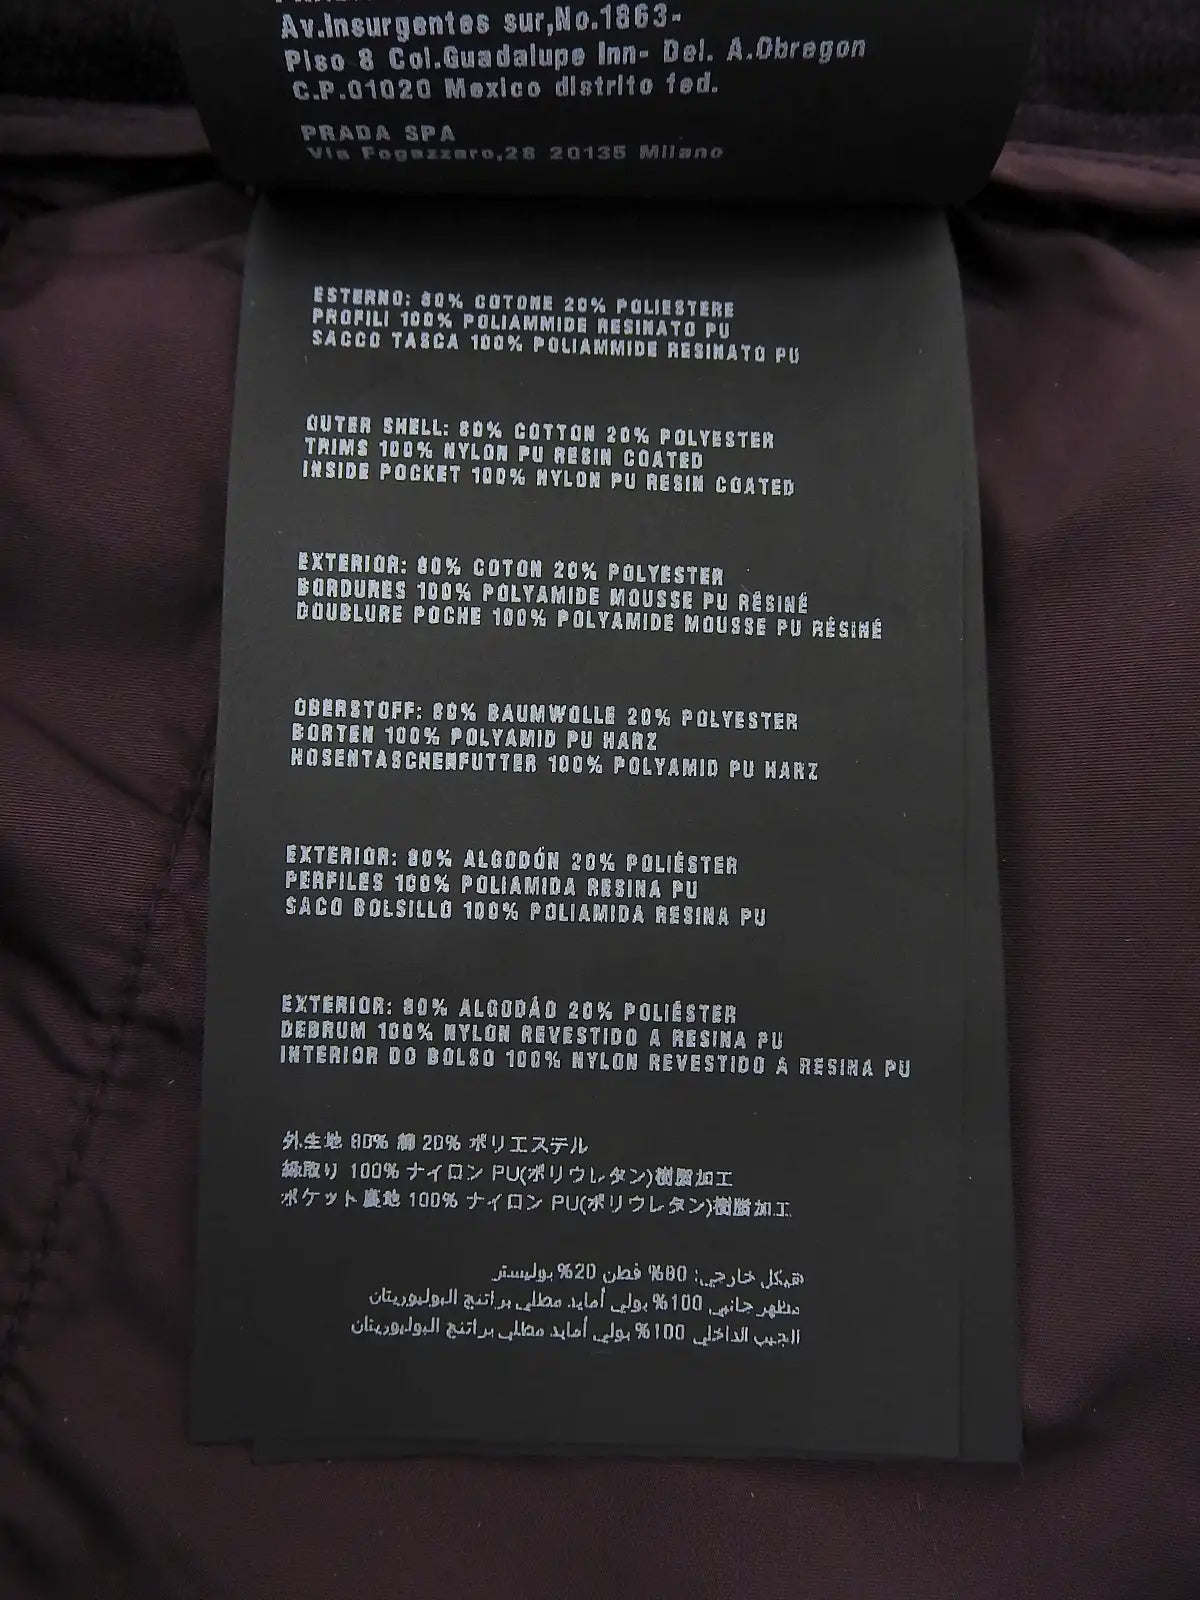 Av.Insurgentes sur,No.1863-
Piso 8 Col.Guadalupe Inn- Del. A.Obregon
C.P.01020 Mexico distrito fed.
PRADA SPA
Via Fogazzaro,28 20135 Milano
ESTERNO: 80% COTONE 20% POLIESTERE
PROFILI 100% POLIAMMIDE RESINATO PU
SACCO TASCA 100% POLIAMMIDE RESINATO PU
OUTER SHELL: 80% COTTON 20% POLYESTER
TRIMS 100% NYLON PU RESIN COATED
INSIDE POCKET 100% NYLON PU RESIN COATED
EXTERIOR: 80% COTON 20% POLYESTER
BORDURES 100% POLYAMIDE MOUSSE PU RÉSINÉ
DOUBLURE POCHE 100% POLYAMIDE MOUSSE PU RÉSINÉ
OBERSTOFF: 80% BAUMWOLLE 20% POLYESTER
BORTEN 100% POLYAMID PU HARZ
HOSENTASCHENFUTTER 100% POLYAMID PU HARZ
EXTERIOR: 80% ALGODÓN 20% POLIÉSTER
PERFILES 100% POLIAMIDA RESINA PU
SACO BOLSILLO 100% POLIAMIDA RESINA PU
EXTERIOR: 80% ALGODÃO 20% POLIÉSTER
DEBRUM 100% NYLON REVESTIDO A RESINA PU
INTERIOR DO BOLSO 100% NYLON REVESTIDO A RESINA PU
外生地 80% 綿 20% ポリエステル
縁取り 100% ナイロン PU(ポリウレタン)樹脂加工
ポケット裏地 100% ナイロン PU(ポリウレタン)樹脂加工
هيكل خارجي: 80% قطن 20% بوليستر
مظهر جانبي 100% بولي أمايد مطلي براتنج البوليوريتان
الجيب الداخلي 100% بولي أمايد مطلي براتنج البوليوريتان